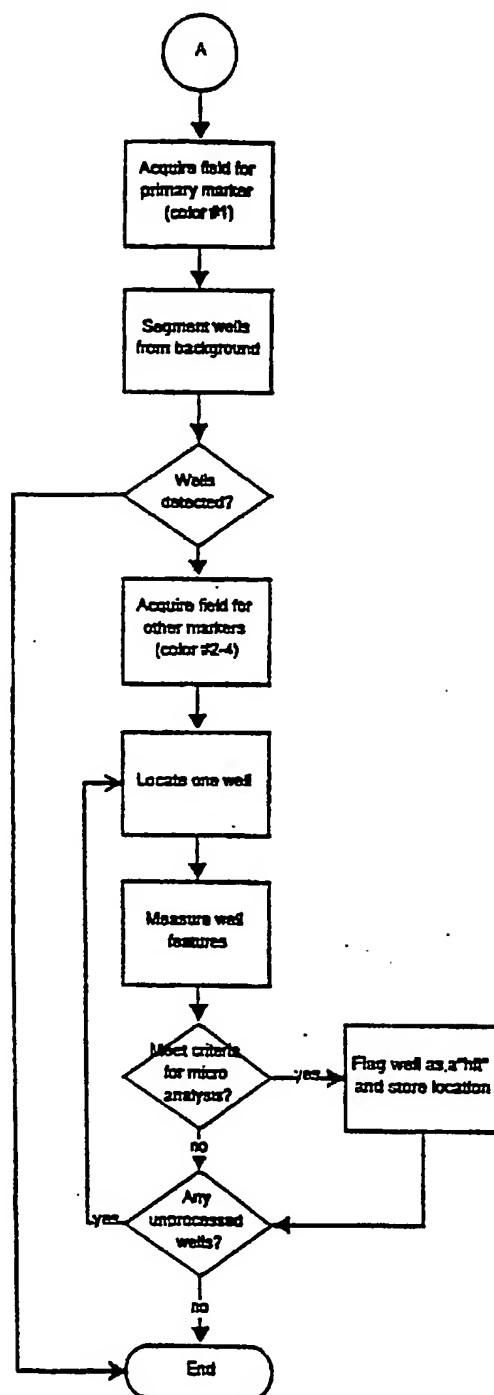 A
Acquire field for
primary marker
(color #1)
Segment wells
from background
Wells
detected?
Acquire field for
other markers
(color #2-4)
Locate one well
Measure well
features
Meet criteria
for micro
analysis?
yes
Flag well as a "hit"
and store location
no
Any
unprocessed
wells?
yes
no
End